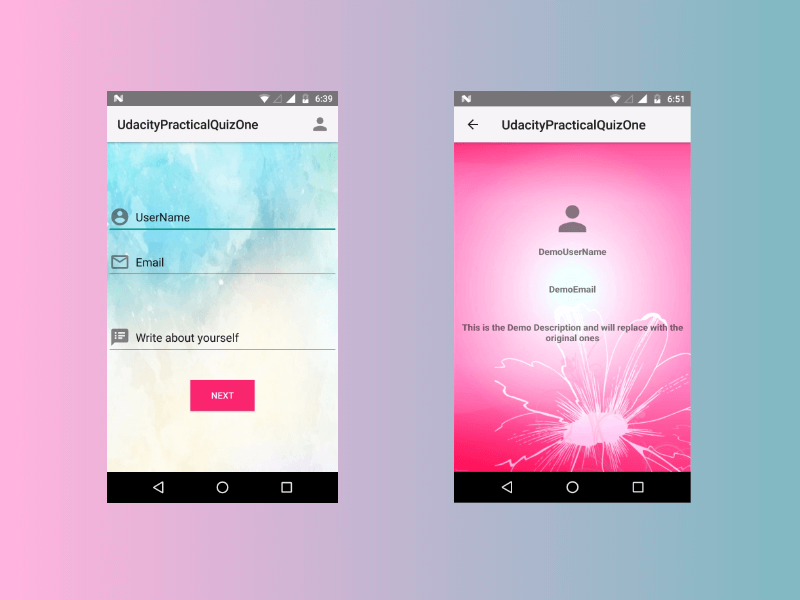 6:39
UdacityPracticalQuizOne
UserName
Email
Write about yourself
NEXT
6:51
UdacityPracticalQuizOne
DemoUserName
DemoEmail
This is the Demo Description and will replace with the
original ones